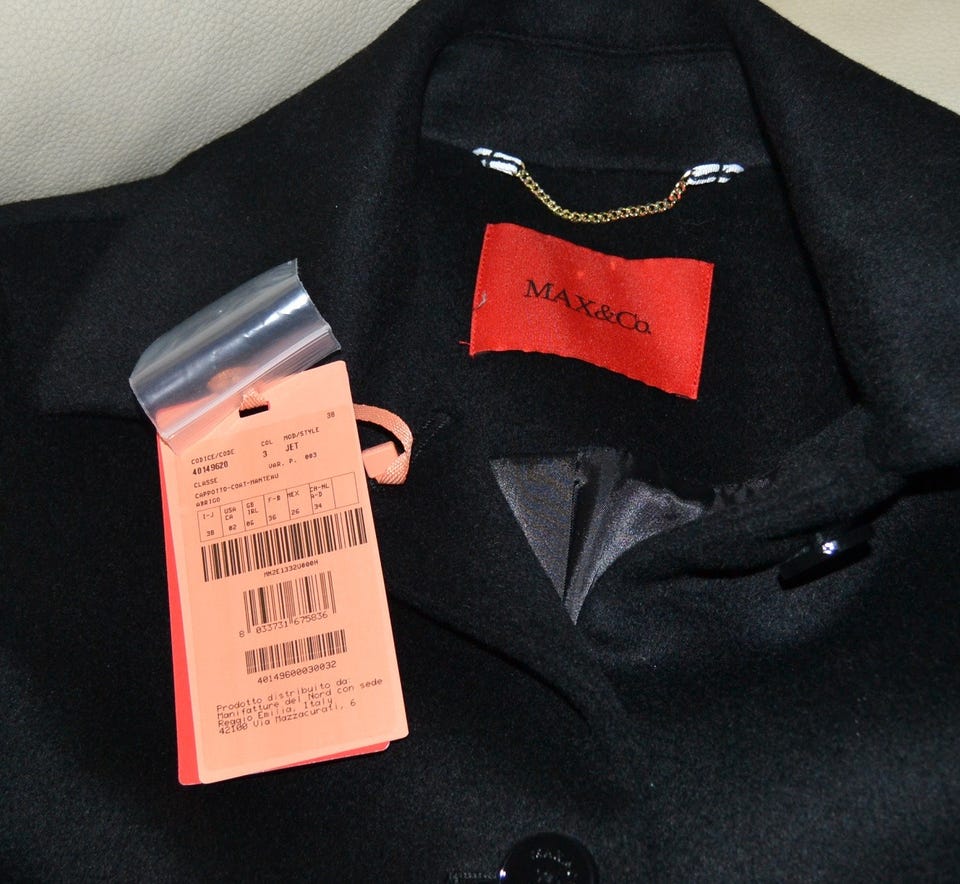 MAX&Co.
38
CODICE/CODE COL MOD/STYLE
40149620 3 JET
CLASSE VAR. P. 003
CAPPOTTO-COAT-MANTEAU
ABRIGO
I-J USA CA GB IRL F-B MEX CH-NL A-D
38 02 06 36 26 34
MM2E1332U000N
8 033731 675836
40149600030032
Prodotto distribuito da
Manifatture del Nord con sede
Reggio Emilia, Italy
42100 Via Mazzacurati, 6